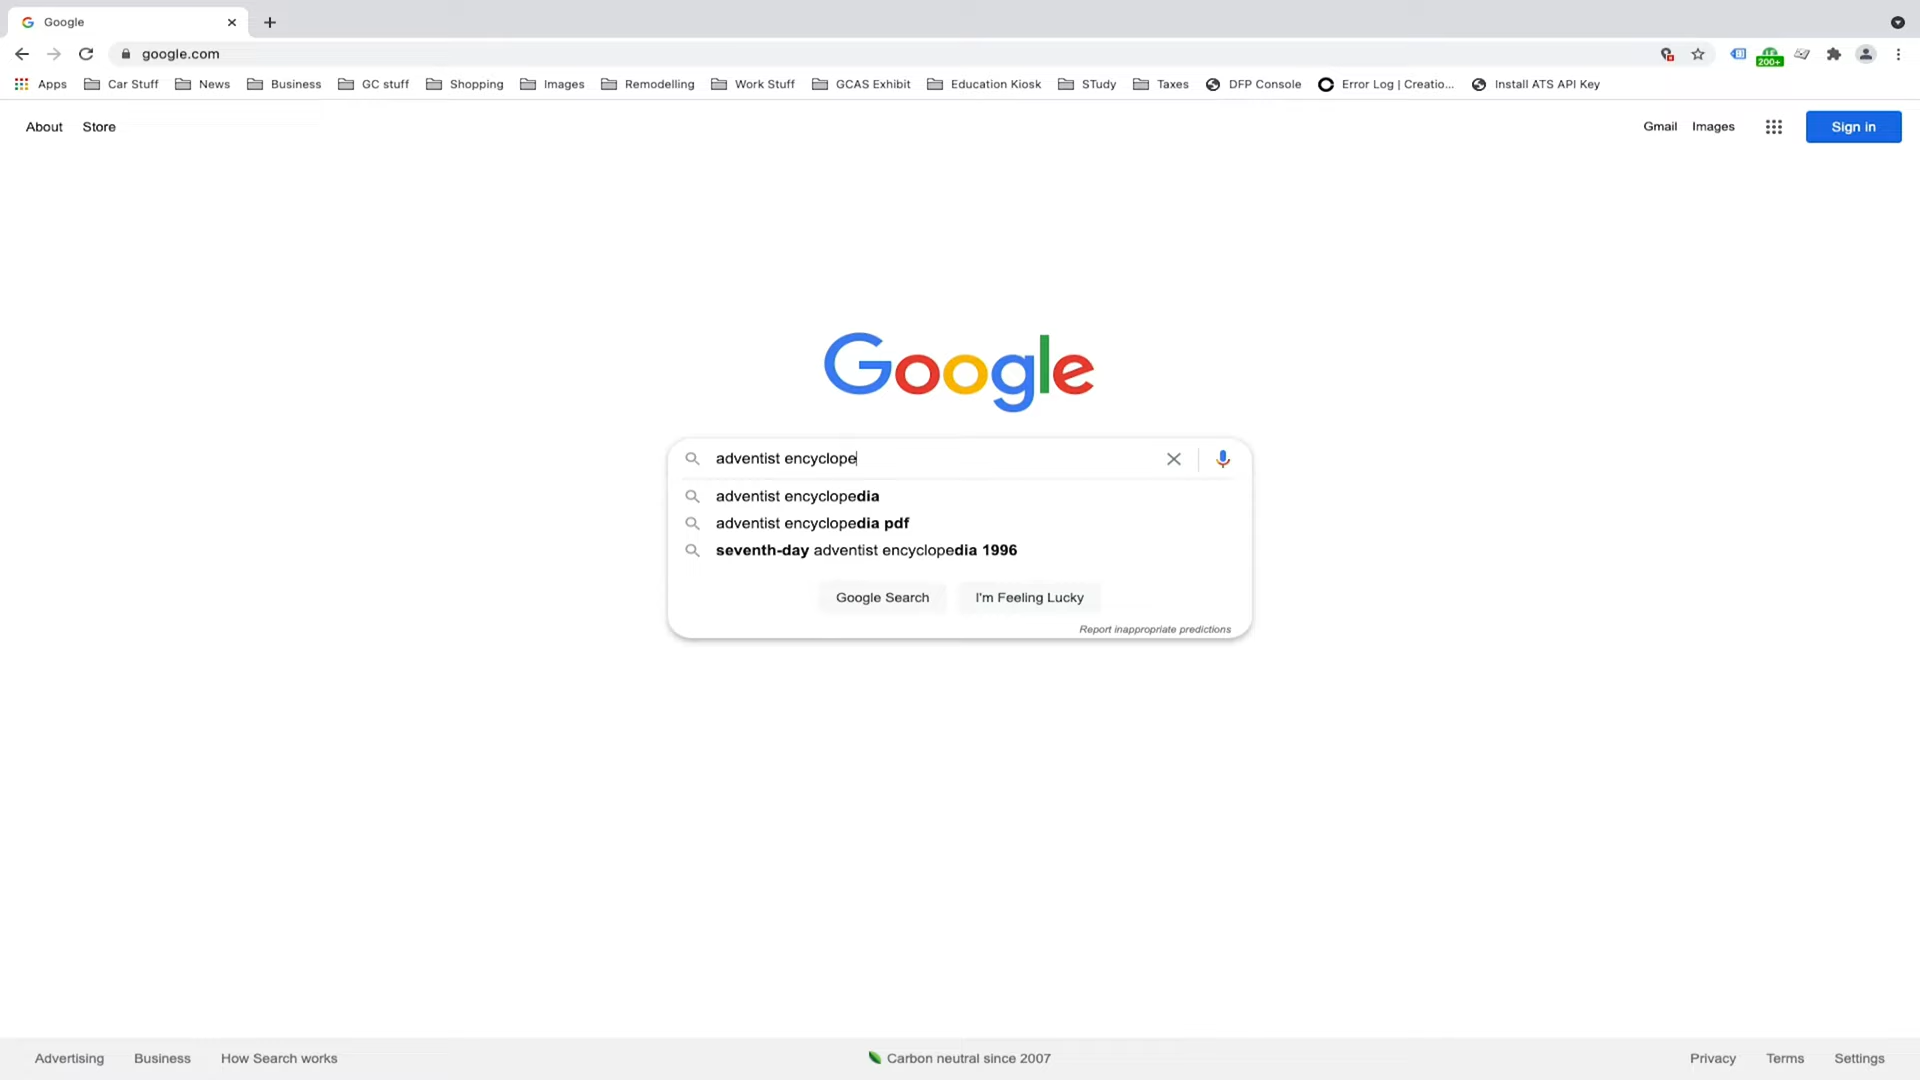 Google
google.com
200+
Apps Car Stuff News Business GC stuff Shopping Images Remodelling Work Stuff GCAS Exhibit Education Kiosk STudy Taxes DFP Console Error Log | Creatio... Install ATS API Key
About Store Gmail Images Sign in
Google
adventist encyclope
adventist encyclopedia
adventist encyclopedia pdf
seventh-day adventist encyclopedia 1996
Google Search I'm Feeling Lucky
Report inappropriate predictions
Advertising Business How Search works Carbon neutral since 2007 Privacy Terms Settings